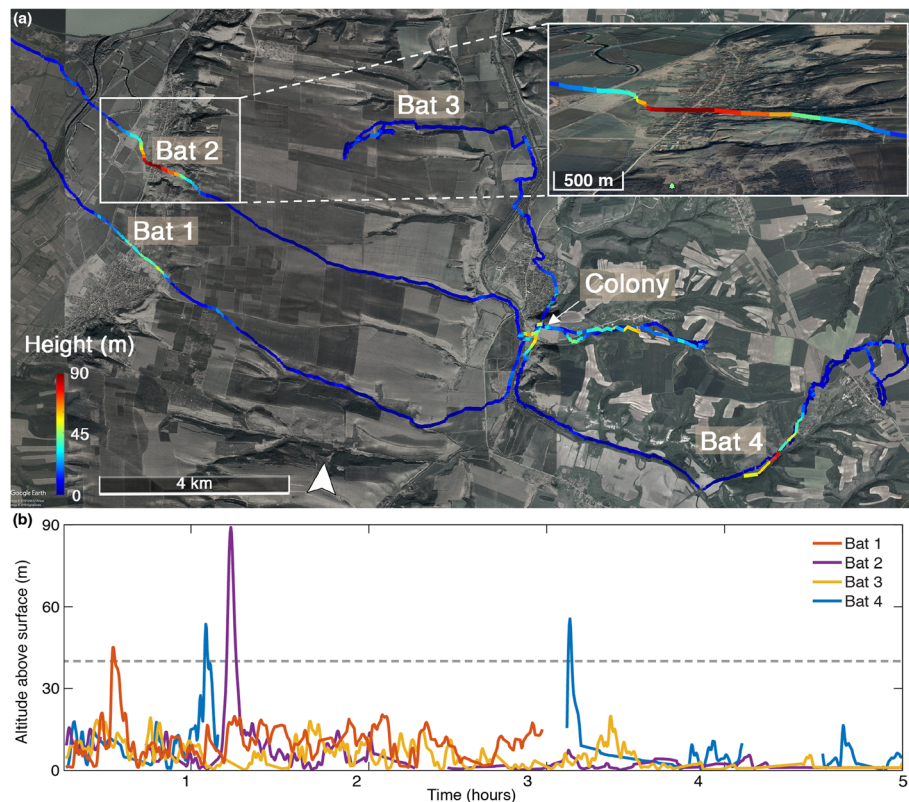 (a)
Bat 3
Bat 2
500 m
Bat 1
Colony
Height (m)
90
45
0
Bat 4
4 km
Google Earth
(b)
90
60
30
0
Altitude above surface (m)
Bat 1
Bat 2
Bat 3
Bat 4
1
2
3
4
5
Time (hours)